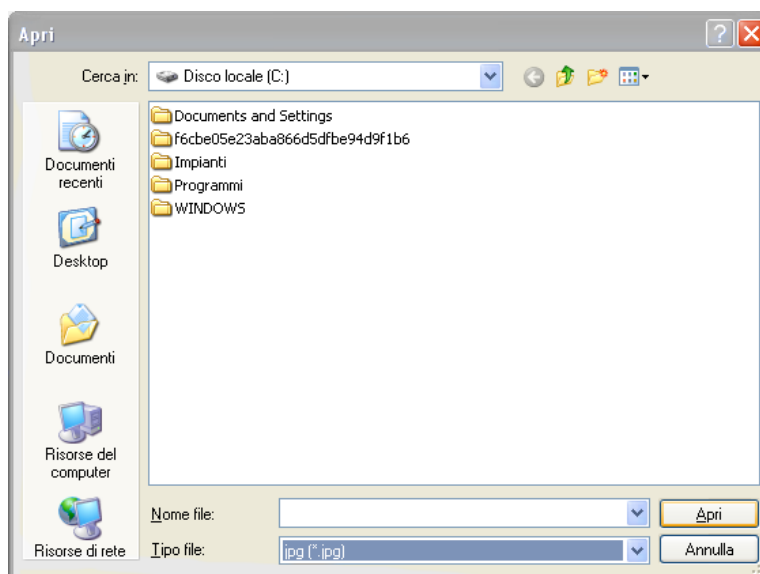 Apri
Cerca in: Disco locale (C:)
Documents and Settings
f6cbe05e23aba866d5dfbe94d9f1b6
Impianti
Programmi
WINDOWS
Documenti
recenti
Desktop
Documenti
Risorse del
computer
Risorse di rete
Nome file:
Apri
Tipo file: jpg (*.jpg)
Annulla